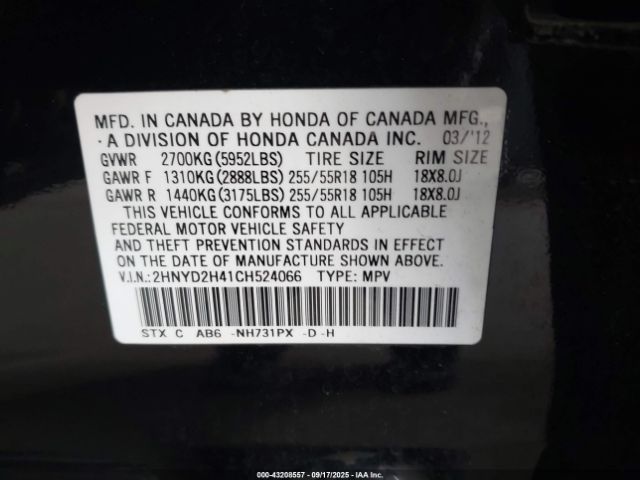 MFD. IN CANADA BY HONDA OF CANADA MFG.,
A DIVISION OF HONDA CANADA INC. 03/'12
GVWR 2700KG(5952LBS) TIRE SIZE RIM SIZE
GAWR F 1310KG(2888LBS) 255/55R18 105H 18X8.0J
GAWR R 1440KG(3175LBS) 255/55R18 105H 18X8.0J
THIS VEHICLE CONFORMS TO ALL APPLICABLE
FEDERAL MOTOR VEHICLE SAFETY
AND THEFT PREVENTION STANDARDS IN EFFECT
ON THE DATE OF MANUFACTURE SHOWN ABOVE.
V.I.N.:2HNYD2H41CH524066 TYPE: MPV
STX C AB6 -NH731PX -D -H
000-43208557 - 09/17/2025 - IAA, Inc.